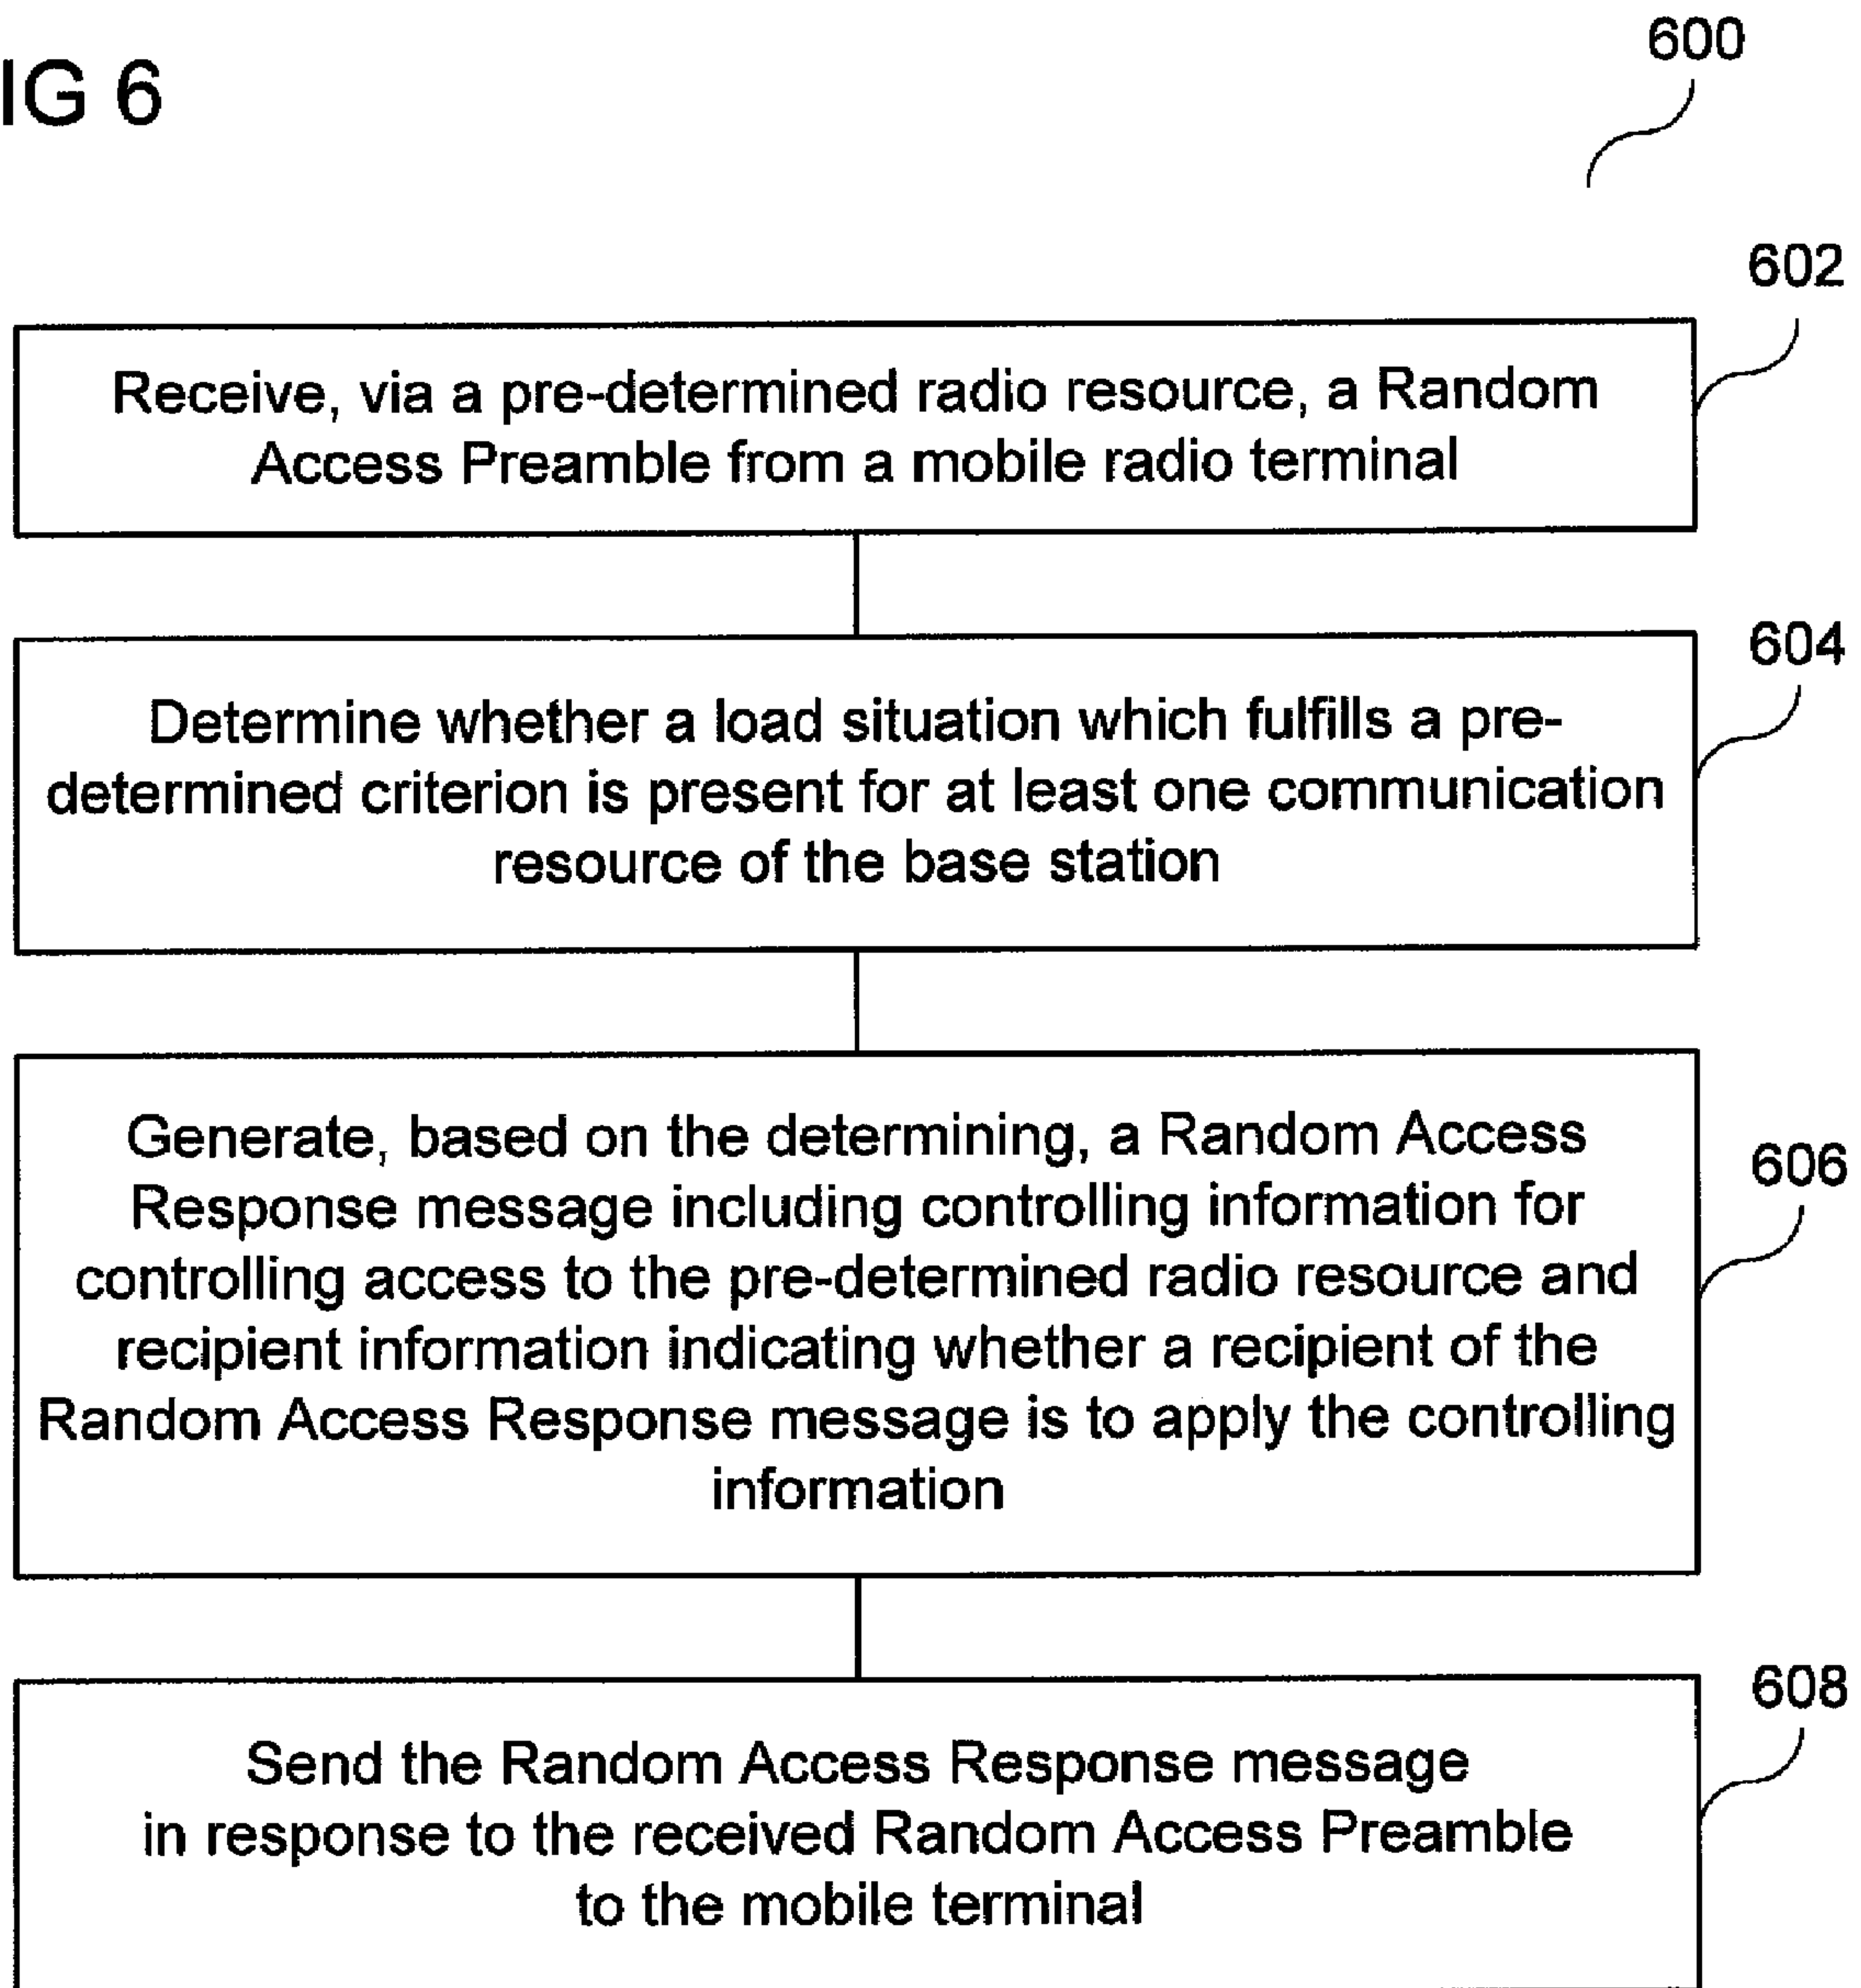 IG 6
600
602
Receive, via a pre-determined radio resource, a Random
Access Preamble from a mobile radio terminal
604
Determine whether a load situation which fulfills a pre-
determined criterion is present for at least one communication
resource of the base station
606
Generate, based on the determining, a Random Access
Response message including controlling information for
controlling access to the pre-determined radio resource and
recipient information indicating whether a recipient of the
Random Access Response message is to apply the controlling
information
608
Send the Random Access Response message
in response to the received Random Access Preamble
to the mobile terminal